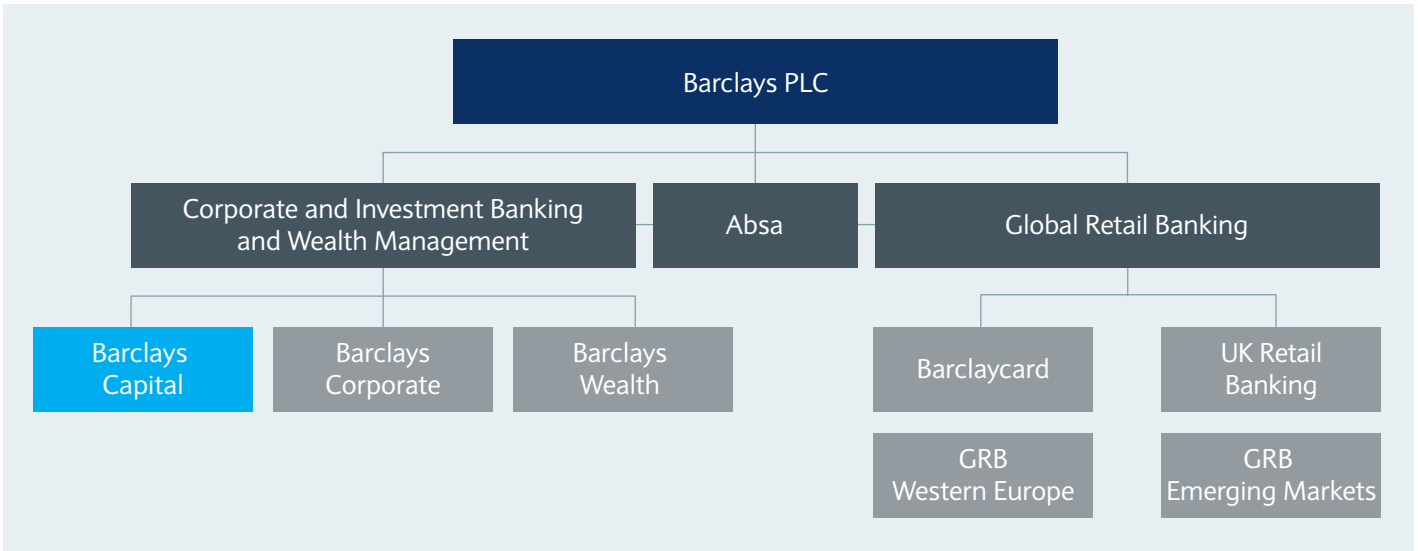 Barclays PLC
Corporate and Investment Banking
and Wealth Management
Absa
Global Retail Banking
Barclays
Capital
Barclays
Corporate
Barclays
Wealth
Barclaycard
UK Retail
Banking
GRB
Western Europe
GRB
Emerging Markets